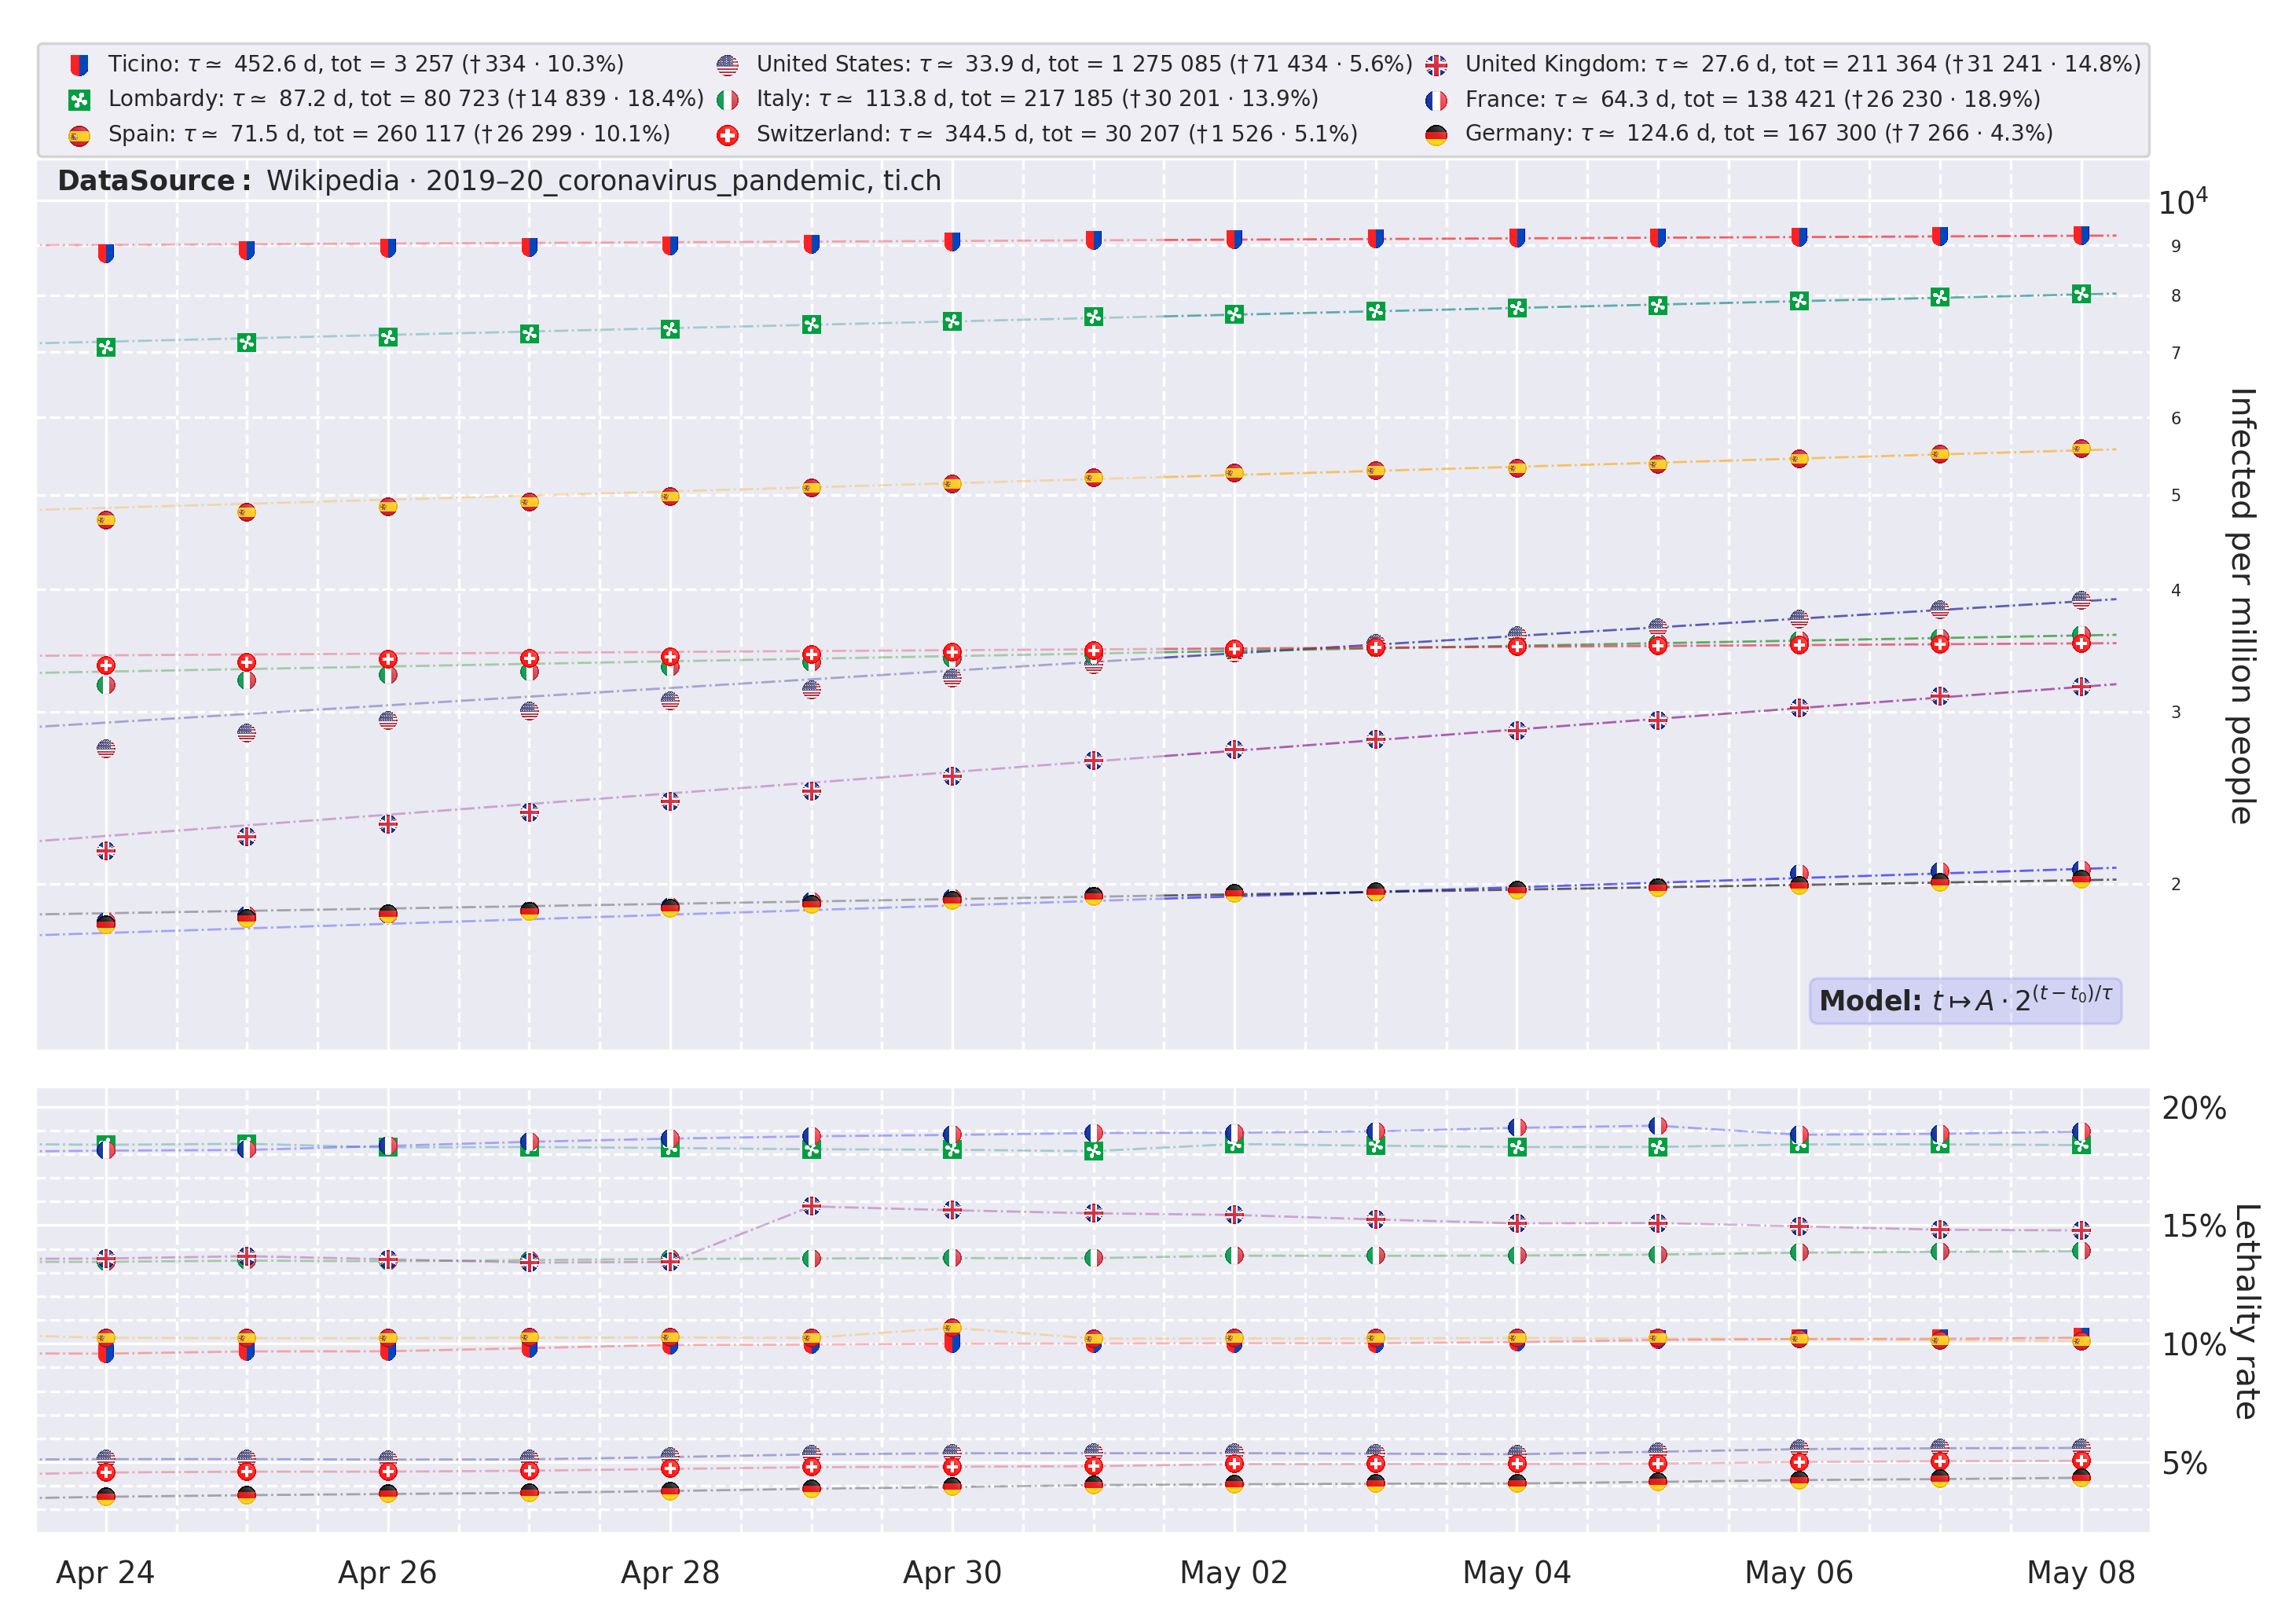 Ticino: τ ≃ 452.6 d, tot = 3 257 (†334 · 10.3%)
United States: τ ≃ 33.9 d, tot = 1 275 085 (†71 434 · 5.6%)
United Kingdom: τ ≃ 27.6 d, tot = 211 364 (†31 241 · 14.8%)
Lombardy: τ ≃ 87.2 d, tot = 80 723 (†14 839 · 18.4%)
Italy: τ ≃ 113.8 d, tot = 217 185 (†30 201 · 13.9%)
France: τ ≃ 64.3 d, tot = 138 421 (†26 230 · 18.9%)
Spain: τ ≃ 71.5 d, tot = 260 117 (†26 299 · 10.1%)
Switzerland: τ ≃ 344.5 d, tot = 30 207 (†1 526 · 5.1%)
Germany: τ ≃ 124.6 d, tot = 167 300 (†7 266 · 4.3%)
DataSource: Wikipedia · 2019–20_coronavirus_pandemic, ti.ch
10⁴
9
8
7
6
5
4
3
2
Infected per million people
Model: t ↦ A · 2^{(t − t₀)/τ}
20%
15%
10%
5%
Lethality rate
Apr 24
Apr 26
Apr 28
Apr 30
May 02
May 04
May 06
May 08